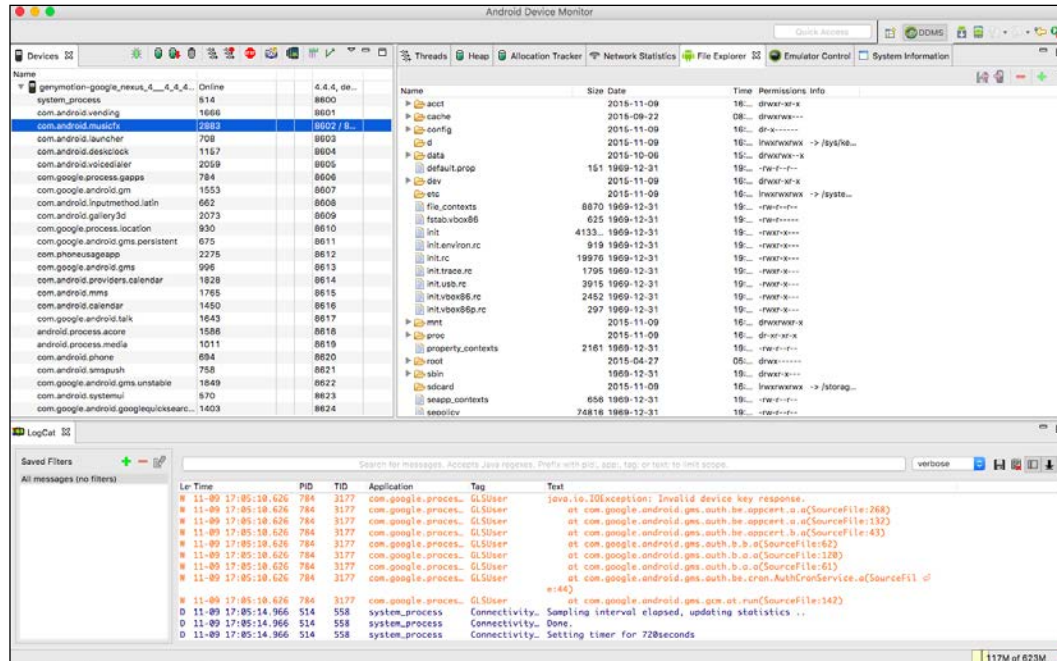 Android Device Monitor
Quick Access DDMS
Devices
Threads Heap Allocation Tracker Network Statistics File Explorer Emulator Control System Information
Name
genymotion-google_nexus_4__4_4_4... Online 4.4.4, de...
system_process 514 8600
com.android.vending 1666 8601
com.android.musicfx 2883 8602 / 8...
com.android.launcher 708 8603
com.android.deskclock 1157 8604
com.android.voicedialer 2059 8605
com.google.process.gapps 784 8606
com.google.android.gm 1553 8607
com.android.inputmethod.latin 662 8608
com.android.gallery3d 2073 8609
com.google.process.location 930 8610
com.google.android.gms.persistent 675 8611
com.phoneusageapp 2275 8612
com.google.android.gms 996 8613
com.android.providers.calendar 1828 8614
com.android.mms 1765 8615
com.android.calendar 1450 8616
com.google.android.talk 1643 8617
android.process.acore 1586 8618
android.process.media 1011 8619
com.android.phone 694 8620
com.android.smspush 758 8621
com.google.android.gms.unstable 1849 8622
com.android.systemui 570 8623
com.google.android.googlequicksearc... 1403 8624
Name Size Date Time Permissions Info
acct 2015-11-09 16:... drwxr-xr-x
cache 2015-09-22 08:... drwxrwx---
config 2015-11-09 16:... dr-x------
d 2015-11-09 16:... lrwxrwxrwx -> /sys/ke...
data 2015-10-06 15:... drwxrwx--x
default.prop 151 1969-12-31 19:... -rw-r--r--
dev 2015-11-09 16:... drwxr-xr-x
etc 2015-11-09 16:... lrwxrwxrwx -> /syste...
file_contexts 8870 1969-12-31 19:... -rw-r--r--
fstab.vbox86 625 1969-12-31 19:... -rw-r-----
init 4133... 1969-12-31 19:... -rwxr-x---
init.environ.rc 919 1969-12-31 19:... -rwxr-x---
init.rc 19976 1969-12-31 19:... -rwxr-x---
init.trace.rc 1795 1969-12-31 19:... -rwxr-x---
init.usb.rc 3915 1969-12-31 19:... -rwxr-x---
init.vbox86.rc 2452 1969-12-31 19:... -rwxr-x---
init.vbox86p.rc 297 1969-12-31 19:... -rwxr-x---
mnt 2015-11-09 16:... drwxrwxr-x
proc 2015-11-09 16:... dr-xr-xr-x
property_contexts 2161 1969-12-31 19:... -rw-r--r--
root 2015-04-27 05:... drwx------
sbin 1969-12-31 19:... drwxr-x---
sdcard 2015-11-09 16:... lrwxrwxrwx -> /storag...
seapp_contexts 656 1969-12-31 19:... -rw-r--r--
sepolicy 74816 1969-12-31 19:... -rw-r--r--
LogCat
Saved Filters
All messages (no filters)
Search for messages. Accepts Java regexes. Prefix with pid:, app:, tag: or text: to limit scope. verbose
Le Time PID TID Application Tag Text
W 11-09 17:05:10.626 784 3177 com.google.proces... GLSUser java.io.IOException: Invalid device key response.
W 11-09 17:05:10.626 784 3177 com.google.proces... GLSUser at com.google.android.gms.auth.be.appcert.a.a(SourceFile:268)
W 11-09 17:05:10.626 784 3177 com.google.proces... GLSUser at com.google.android.gms.auth.be.appcert.a.a(SourceFile:132)
W 11-09 17:05:10.626 784 3177 com.google.proces... GLSUser at com.google.android.gms.auth.be.appcert.b.a(SourceFile:43)
W 11-09 17:05:10.626 784 3177 com.google.proces... GLSUser at com.google.android.gms.auth.b.b.a(SourceFile:62)
W 11-09 17:05:10.626 784 3177 com.google.proces... GLSUser at com.google.android.gms.auth.b.a.a(SourceFile:120)
W 11-09 17:05:10.626 784 3177 com.google.proces... GLSUser at com.google.android.gms.auth.b.a.a(SourceFile:61)
W 11-09 17:05:10.626 784 3177 com.google.proces... GLSUser at com.google.android.gms.auth.be.cron.AuthCronService.a(SourceFil
e:44)
W 11-09 17:05:10.626 784 3177 com.google.proces... GLSUser at com.google.android.gms.gcm.at.run(SourceFile:142)
D 11-09 17:05:14.966 514 558 system_process Connectivity... Sampling interval elapsed, updating statistics ..
D 11-09 17:05:14.966 514 558 system_process Connectivity... Done.
D 11-09 17:05:14.966 514 558 system_process Connectivity... Setting timer for 720seconds
117M of 623M